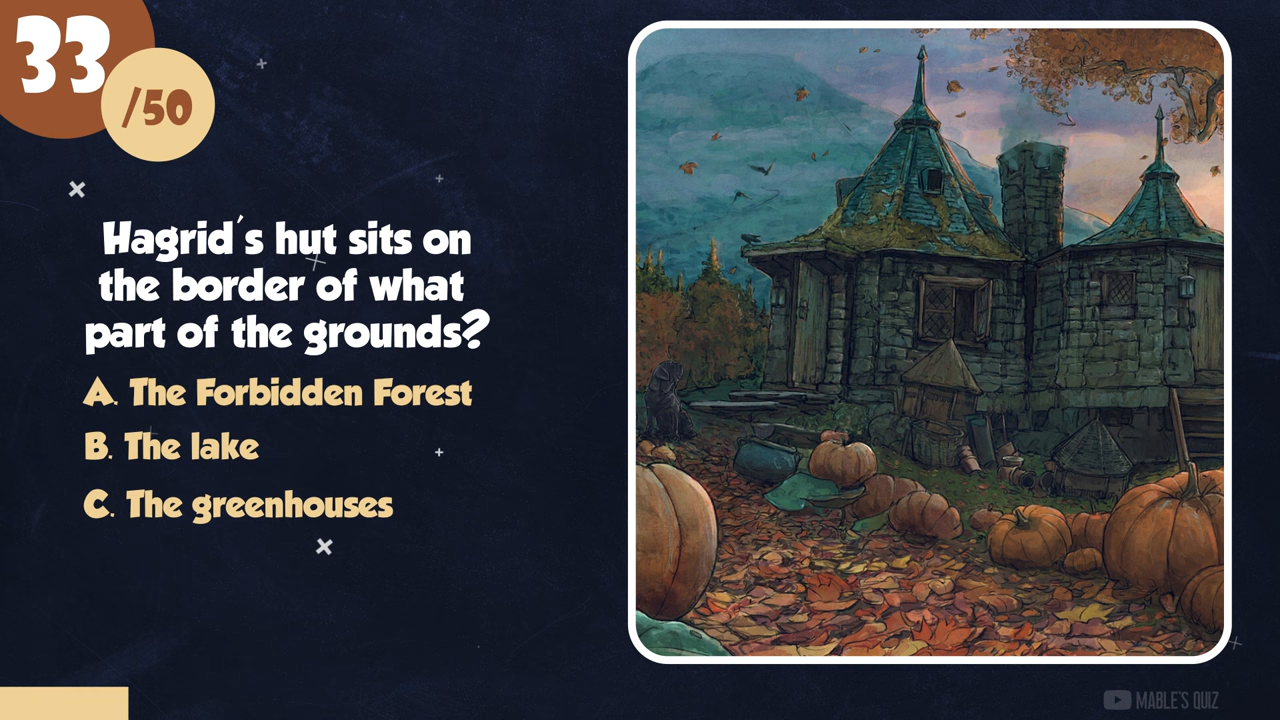 33
/50
Hagrid's hut sits on
the border of what
part of the grounds?
A. The Forbidden Forest
B. The lake
C. The greenhouses
MABLE'S QUIZ